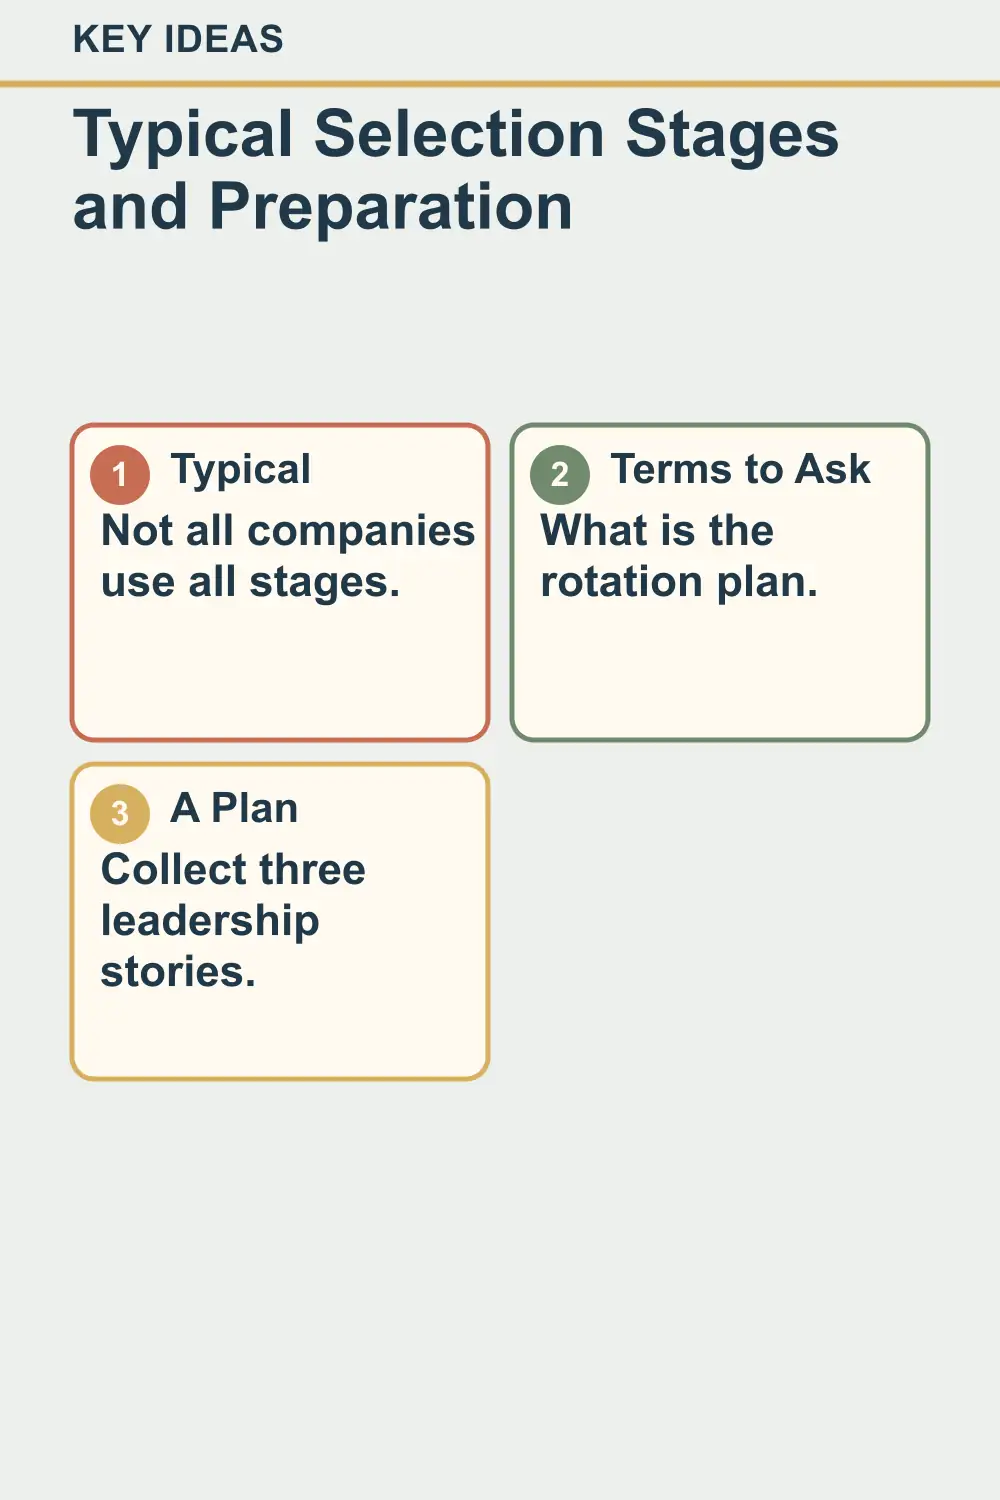 KEY IDEAS
Typical Selection Stages
and Preparation
1 Typical
Not all companies
use all stages.
2 Terms to Ask
What is the
rotation plan.
3 A Plan
Collect three
leadership
stories.